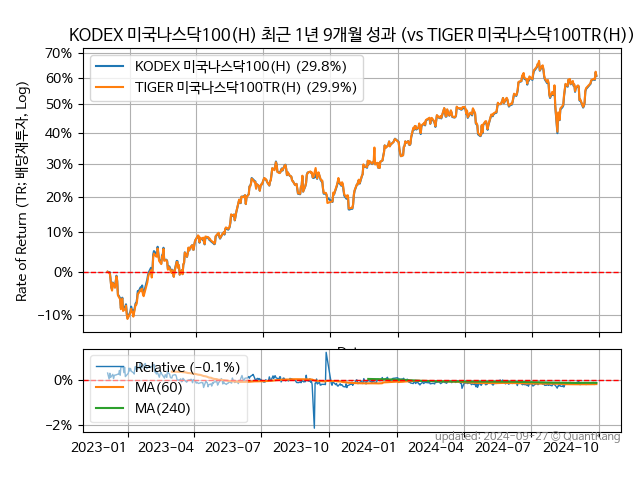 KODEX 미국나스닥100(H) 최근 1년 9개월 성과 (vs TIGER 미국나스닥100TR(H))
Rate of Return (TR: 배당재투자, Log)
70%
60%
50%
40%
30%
20%
10%
0%
−10%
KODEX 미국나스닥100(H) (29.8%)
TIGER 미국나스닥100TR(H) (29.9%)
0%
−2%
Relative (−0.1%)
MA(60)
MA(240)
2023-01 2023-04 2023-07 2023-10 2024-01 2024-04 2024-07 2024-10
updated: 2024-09-27 © QuantKang